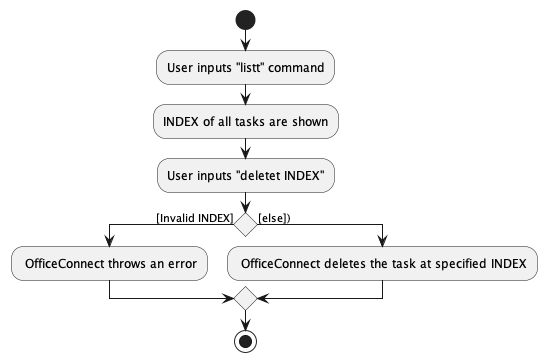 User inputs "listt" command
INDEX of all tasks are shown
User inputs "deletet INDEX"
[Invalid INDEX]
[else])
OfficeConnect throws an error
OfficeConnect deletes the task at specified INDEX